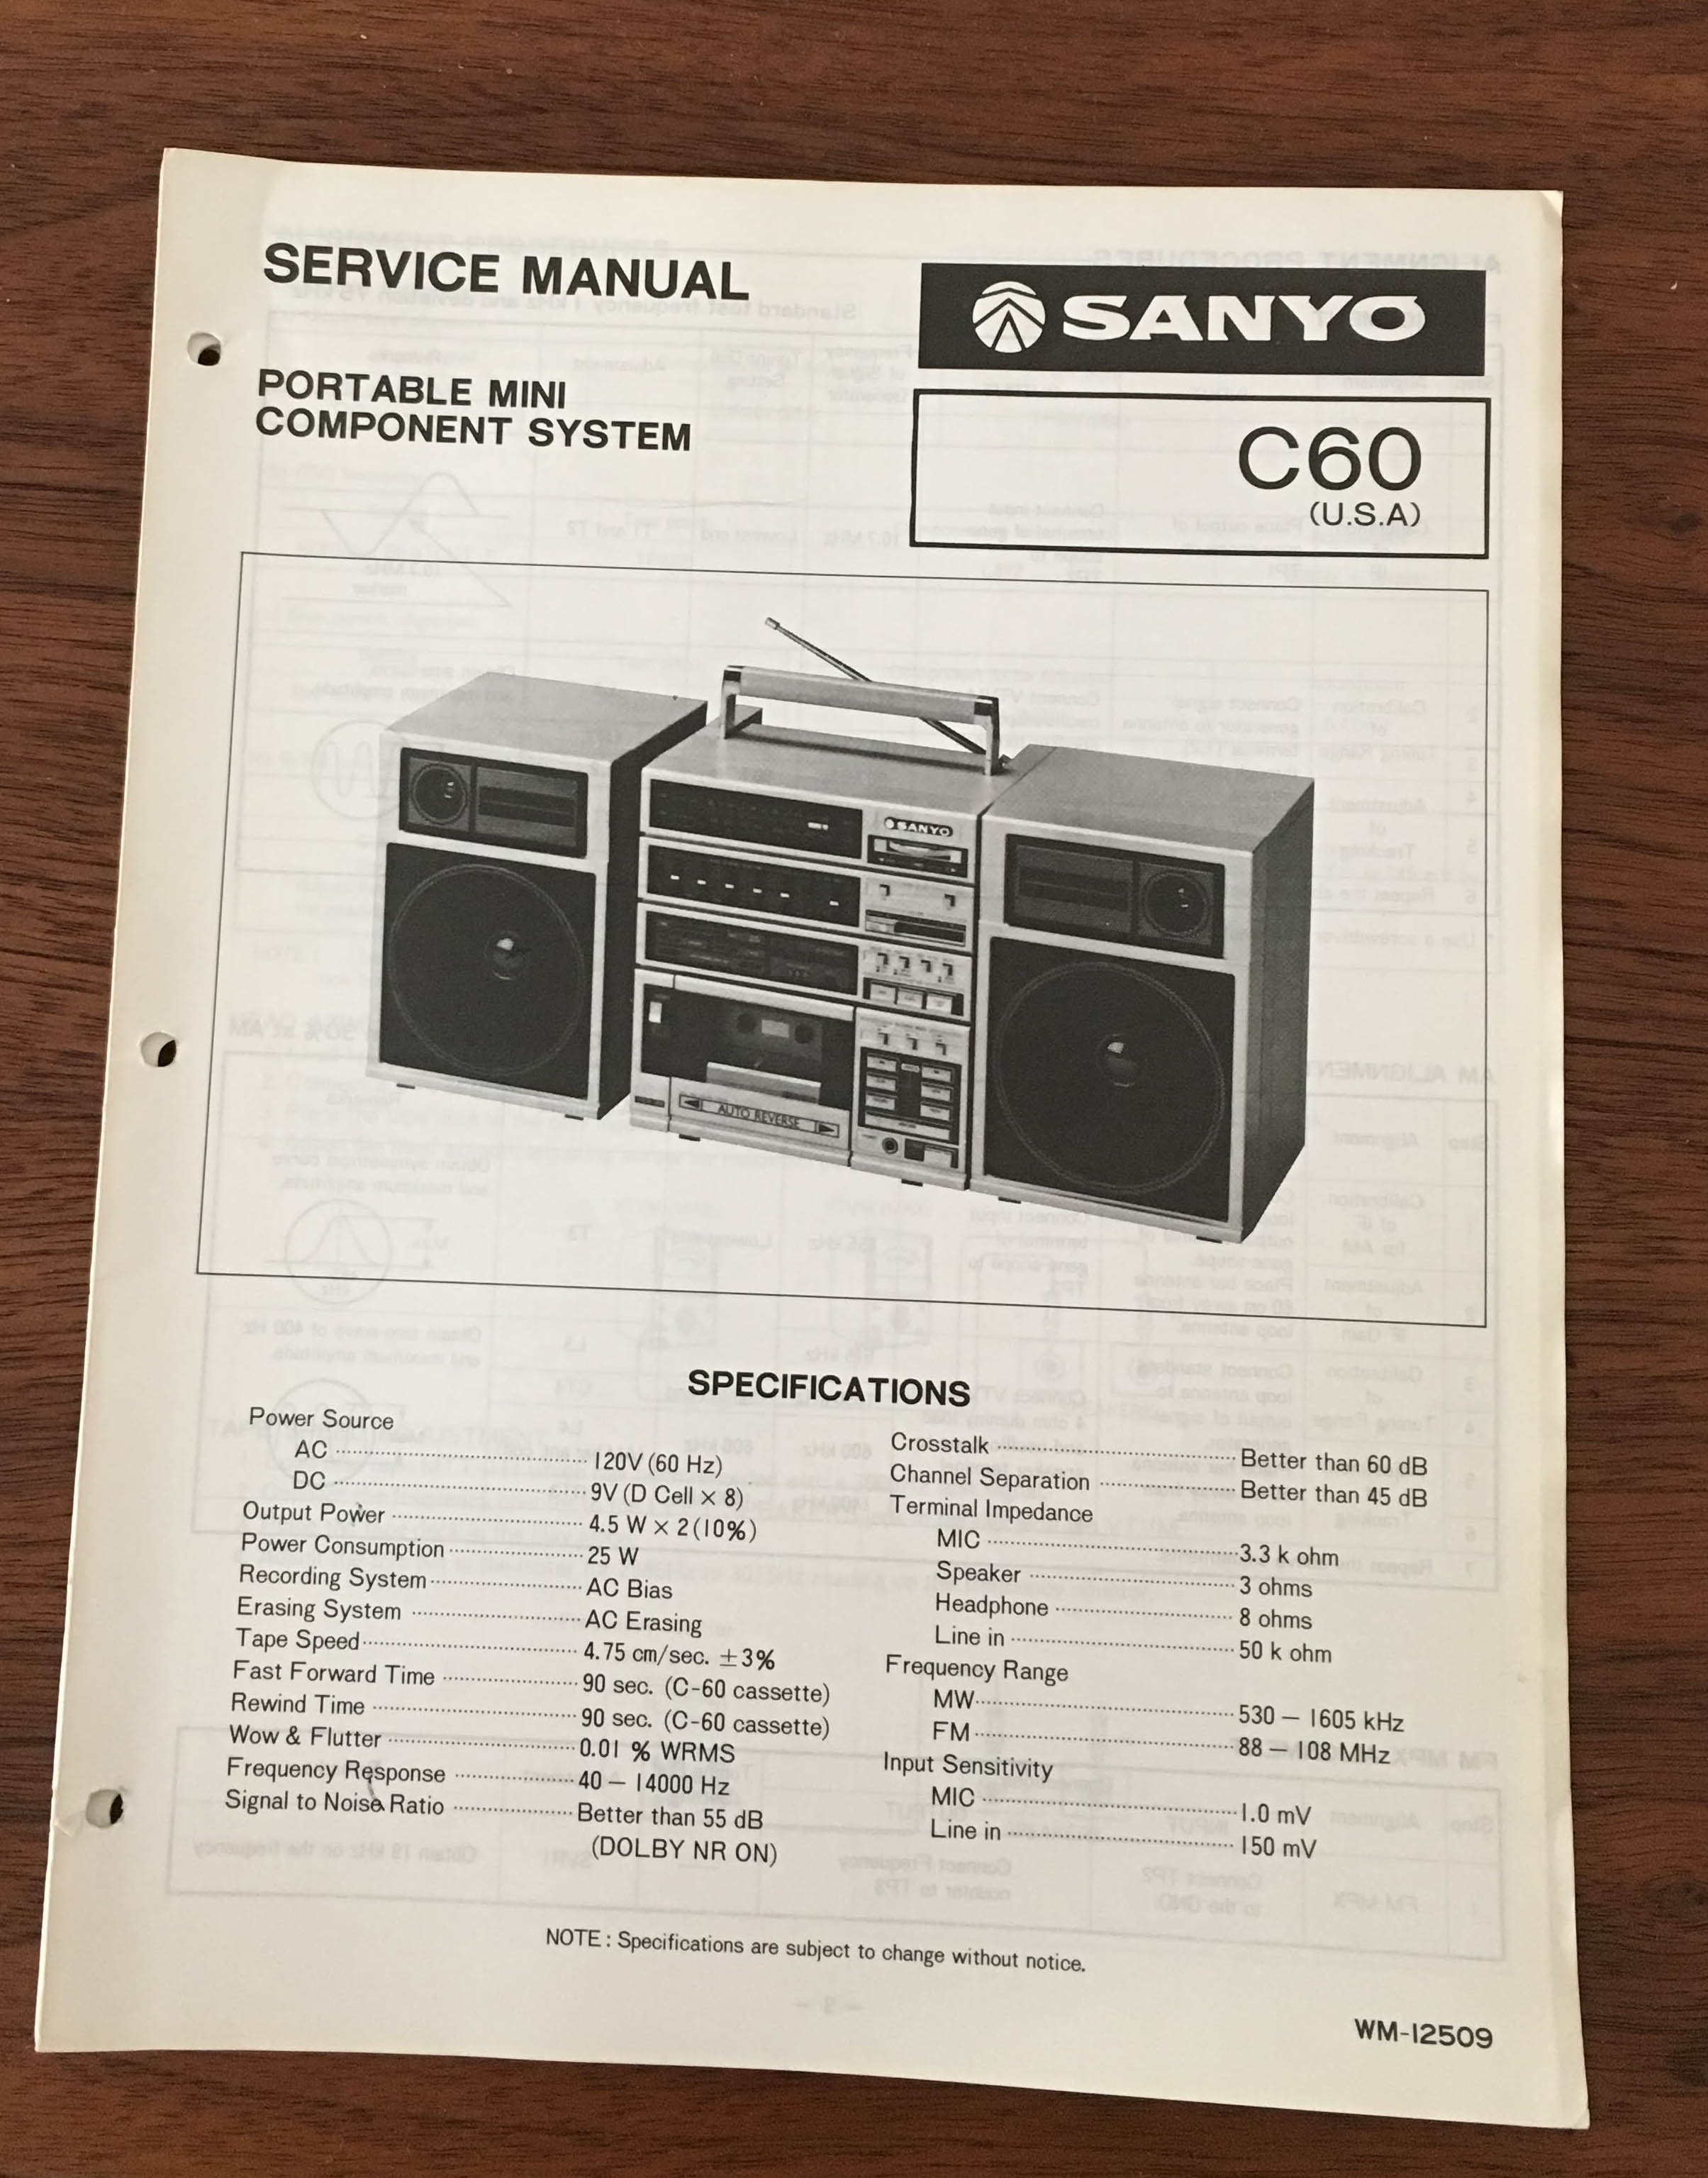 SERVICE MANUAL
SANYO
PORTABLE MINI
COMPONENT SYSTEM
C60
(U.S.A)
SANYO
AUTO REVERSE
SPECIFICATIONS
Power Source
AC 120V (60 Hz)
DC 9V (D Cell × 8)
Output Power 4.5 W × 2 (10%)
Power Consumption 25 W
Recording System AC Bias
Erasing System AC Erasing
Tape Speed 4.75 cm/sec. ±3%
Fast Forward Time 90 sec. (C-60 cassette)
Rewind Time 90 sec. (C-60 cassette)
Wow & Flutter 0.01 % WRMS
Frequency Response 40 – 14000 Hz
Signal to Noise Ratio Better than 55 dB
(DOLBY NR ON)
Crosstalk Better than 60 dB
Channel Separation Better than 45 dB
Terminal Impedance
MIC 3.3 k ohm
Speaker 3 ohms
Headphone 8 ohms
Line in 50 k ohm
Frequency Range
MW 530 – 1605 kHz
FM 88 – 108 MHz
Input Sensitivity
MIC 1.0 mV
Line in 150 mV
NOTE : Specifications are subject to change without notice.
WM-12509